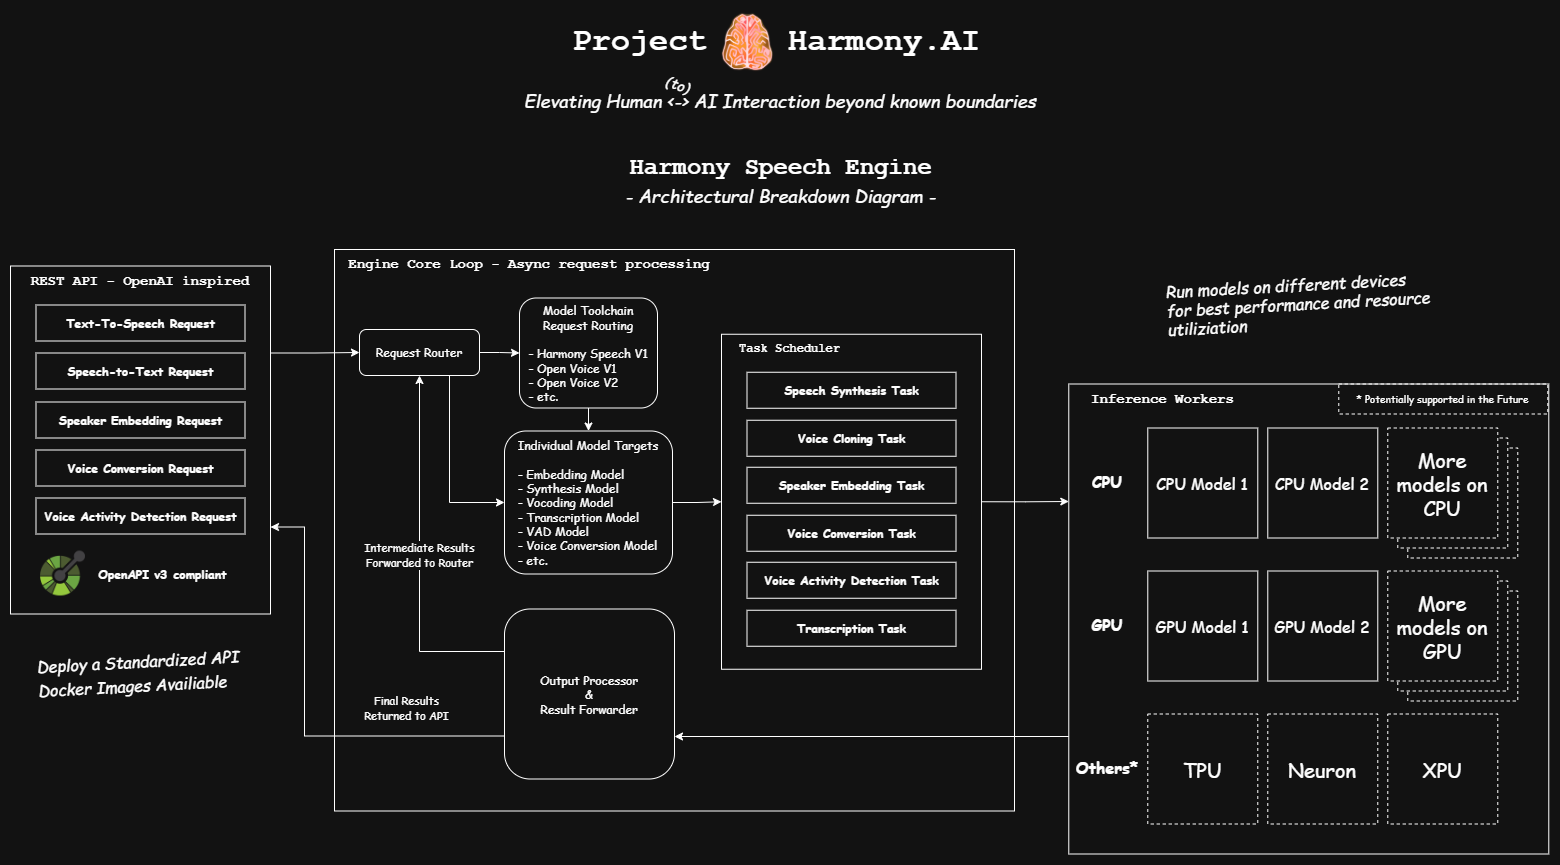 Project Harmony.AI
(to)
Elevating Human <-> AI Interaction beyond known boundaries
Harmony Speech Engine
- Architectural Breakdown Diagram -
REST API - OpenAI inspired
Text-To-Speech Request
Speech-to-Text Request
Speaker Embedding Request
Voice Conversion Request
Voice Activity Detection Request
OpenAPI v3 compliant
Deploy a Standardized API
Docker Images Availiable
Engine Core Loop - Async request processing
Request Router
Model Toolchain
Request Routing
- Harmony Speech V1
- Open Voice V1
- Open Voice V2
- etc.
Individual Model Targets
- Embedding Model
- Synthesis Model
- Vocoding Model
- Transcription Model
- VAD Model
- Voice Conversion Model
- etc.
Intermediate Results
Forwarded to Router
Output Processor
&
Result Forwarder
Final Results
Returned to API
Task Scheduler
Speech Synthesis Task
Voice Cloning Task
Speaker Embedding Task
Voice Conversion Task
Voice Activity Detection Task
Transcription Task
Run models on different devices
for best performance and resource
utiliziation
Inference Workers
* Potentially supported in the Future
CPU
CPU Model 1
CPU Model 2
More
models on
CPU
GPU
GPU Model 1
GPU Model 2
More
models on
GPU
Others*
TPU
Neuron
XPU